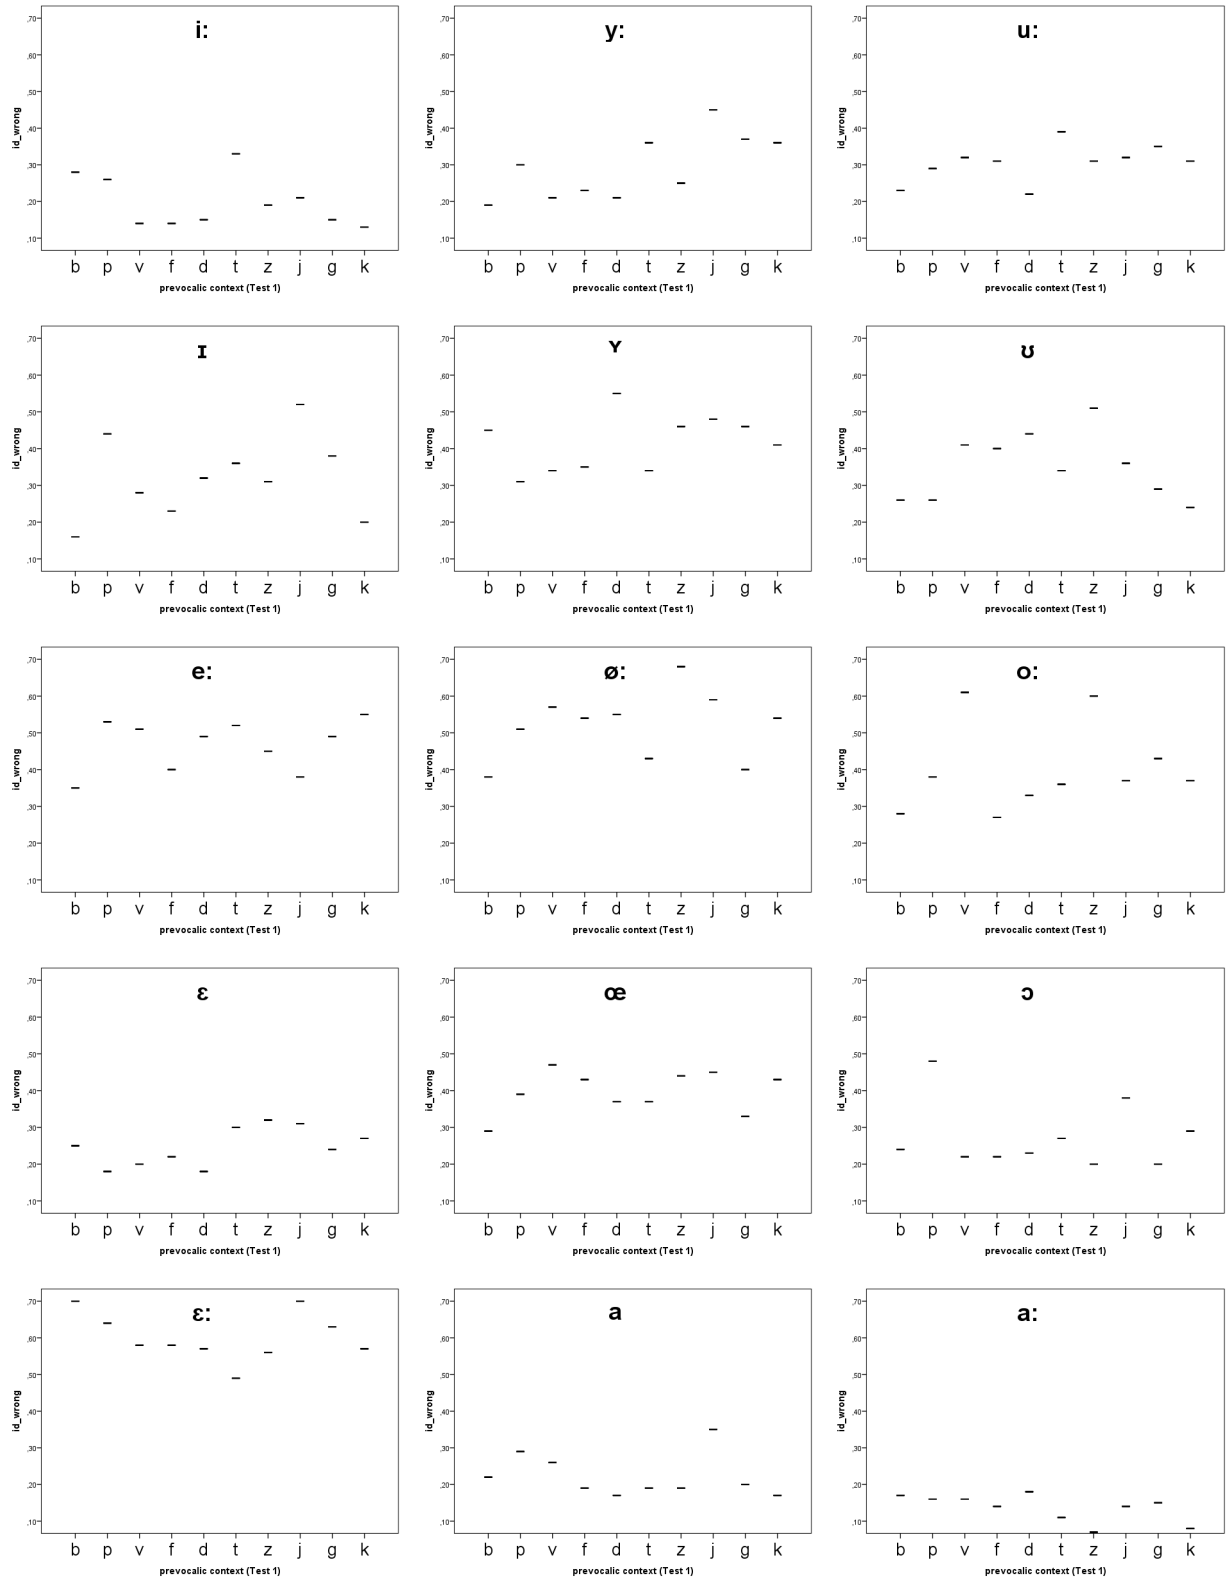 i:
,70
,60
,50
,40
,30
,20
,10
id_wrong
b p v f d t z j g k
prevocalic context (Test 1)
y:
,70
,60
,50
,40
,30
,20
,10
id_wrong
b p v f d t z j g k
prevocalic context (Test 1)
u:
,70
,60
,50
,40
,30
,20
,10
id_wrong
b p v f d t z j g k
prevocalic context (Test 1)
ɪ
,70
,60
,50
,40
,30
,20
,10
id_wrong
b p v f d t z j g k
prevocalic context (Test 1)
ʏ
,70
,60
,50
,40
,30
,20
,10
id_wrong
b p v f d t z j g k
prevocalic context (Test 1)
ʊ
,70
,60
,50
,40
,30
,20
,10
id_wrong
b p v f d t z j g k
prevocalic context (Test 1)
e:
,70
,60
,50
,40
,30
,20
,10
id_wrong
b p v f d t z j g k
prevocalic context (Test 1)
ø:
,70
,60
,50
,40
,30
,20
,10
id_wrong
b p v f d t z j g k
prevocalic context (Test 1)
o:
,70
,60
,50
,40
,30
,20
,10
id_wrong
b p v f d t z j g k
prevocalic context (Test 1)
ɛ
,70
,60
,50
,40
,30
,20
,10
id_wrong
b p v f d t z j g k
prevocalic context (Test 1)
œ
,70
,60
,50
,40
,30
,20
,10
id_wrong
b p v f d t z j g k
prevocalic context (Test 1)
ɔ
,70
,60
,50
,40
,30
,20
,10
id_wrong
b p v f d t z j g k
prevocalic context (Test 1)
ɛ:
,70
,60
,50
,40
,30
,20
,10
id_wrong
b p v f d t z j g k
prevocalic context (Test 1)
a
,70
,60
,50
,40
,30
,20
,10
id_wrong
b p v f d t z j g k
prevocalic context (Test 1)
a:
,70
,60
,50
,40
,30
,20
,10
id_wrong
b p v f d t z j g k
prevocalic context (Test 1)